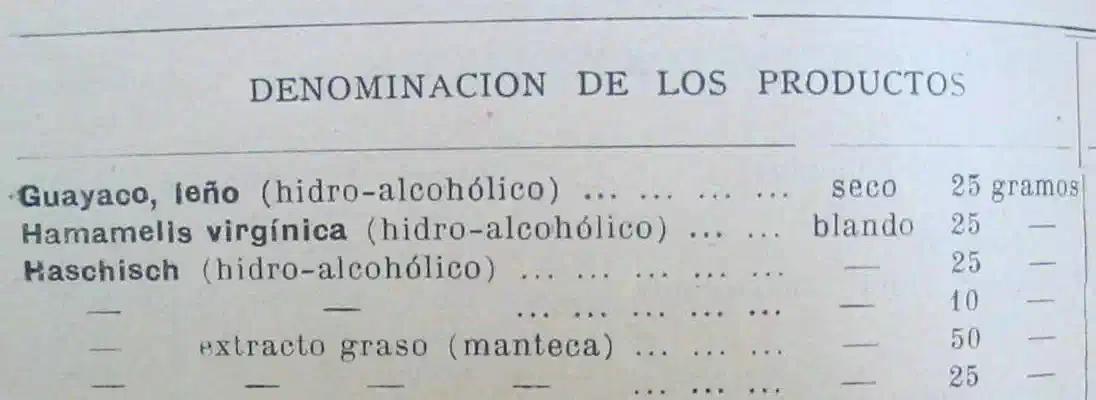 DENOMINACION DE LOS PRODUCTOS
Guayaco, leño (hidro-alcohólico) ... ... ... ... seco 25 gramos
Hamamelis virgínica (hidro-alcohólico) ... ... blando 25 —
Haschisch (hidro-alcohólico) ... ... ... ... ... — 25 —
— — ... ... ... ... ... — 10 —
— extracto graso (manteca) ... ... ... — 50 —
— — — — ... ... ... — 25 —